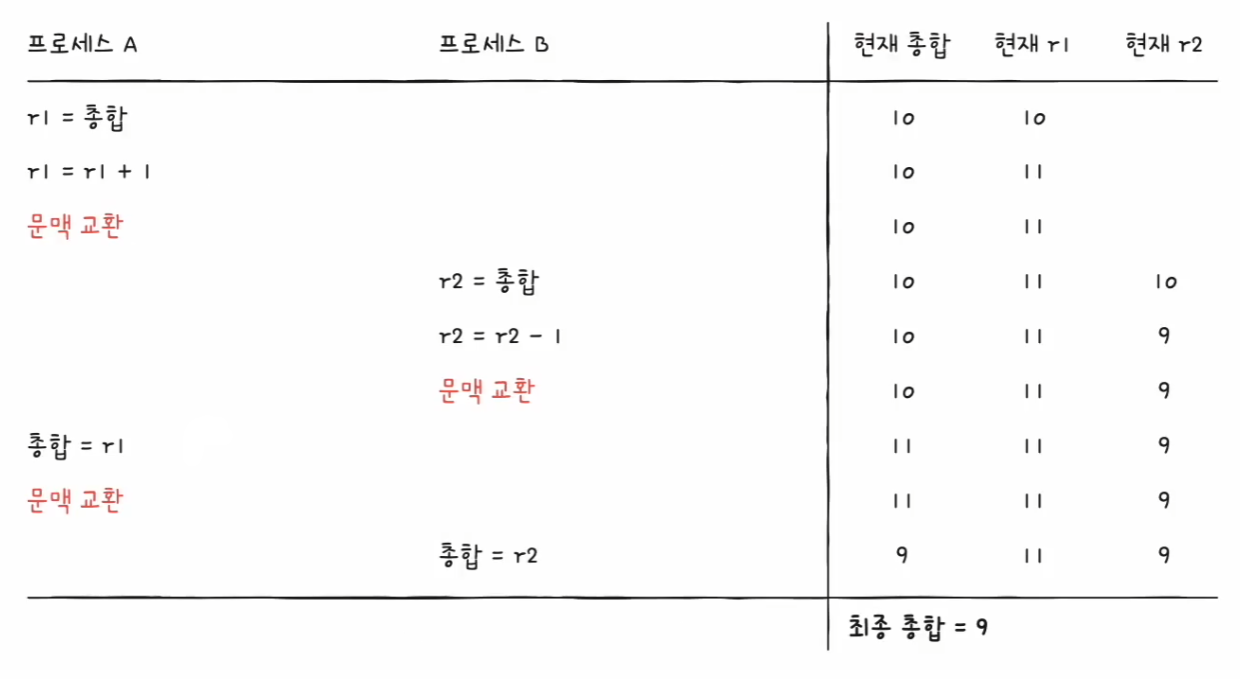 프로세스 A 프로세스 B 현재 총합 현재 r1 현재 r2
r1 = 총합 10 10
r1 = r1 + 1 10 11
문맥 교환 10 11
r2 = 총합 10 11 10
r2 = r2 - 1 10 11 9
문맥 교환 10 11 9
총합 = r1 11 11 9
문맥 교환 11 11 9
총합 = r2 9 11 9
최종 총합 = 9